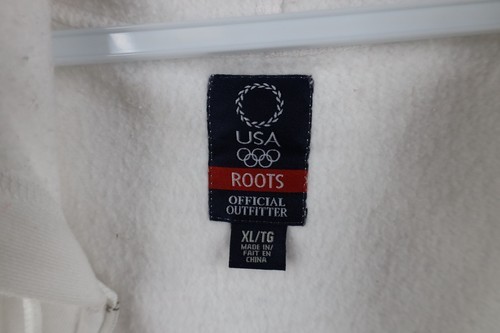 USA
ROOTS
OFFICIAL
OUTFITTER
XL/TG
MADE IN/
FAIT EN
CHINA